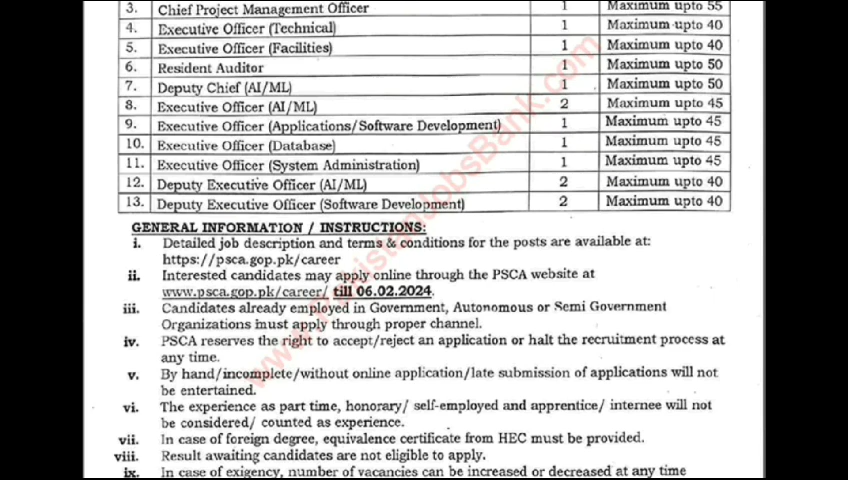 3. Chief Project Management Officer 1 Maximum upto 55
4. Executive Officer (Technical) 1 Maximum upto 40
5. Executive Officer (Facilities) 1 Maximum upto 40
6. Resident Auditor 1 Maximum upto 50
7. Deputy Chief (AI/ML) 1 Maximum upto 50
8. Executive Officer (AI/ML) 2 Maximum upto 45
9. Executive Officer (Applications/Software Development) 1 Maximum upto 45
10. Executive Officer (Database) 1 Maximum upto 45
11. Executive Officer (System Administration) 1 Maximum upto 45
12. Deputy Executive Officer (AI/ML) 2 Maximum upto 40
13. Deputy Executive Officer (Software Development) 2 Maximum upto 40
GENERAL INFORMATION / INSTRUCTIONS:
i. Detailed job description and terms & conditions for the posts are available at:
https://psca.gop.pk/career
ii. Interested candidates may apply online through the PSCA website at
www.psca.gop.pk/career/ till 06.02.2024.
iii. Candidates already employed in Government, Autonomous or Semi Government
Organizations must apply through proper channel.
iv. PSCA reserves the right to accept/reject an application or halt the recruitment process at
any time.
v. By hand/incomplete/without online application/late submission of applications will not
be entertained.
vi. The experience as part time, honorary/ self-employed and apprentice/ internee will not
be considered/ counted as experience.
vii. In case of foreign degree, equivalence certificate from HEC must be provided.
viii. Result awaiting candidates are not eligible to apply.
ix. In case of exigency, number of vacancies can be increased or decreased at any time
www.PakistanJobsBank.com